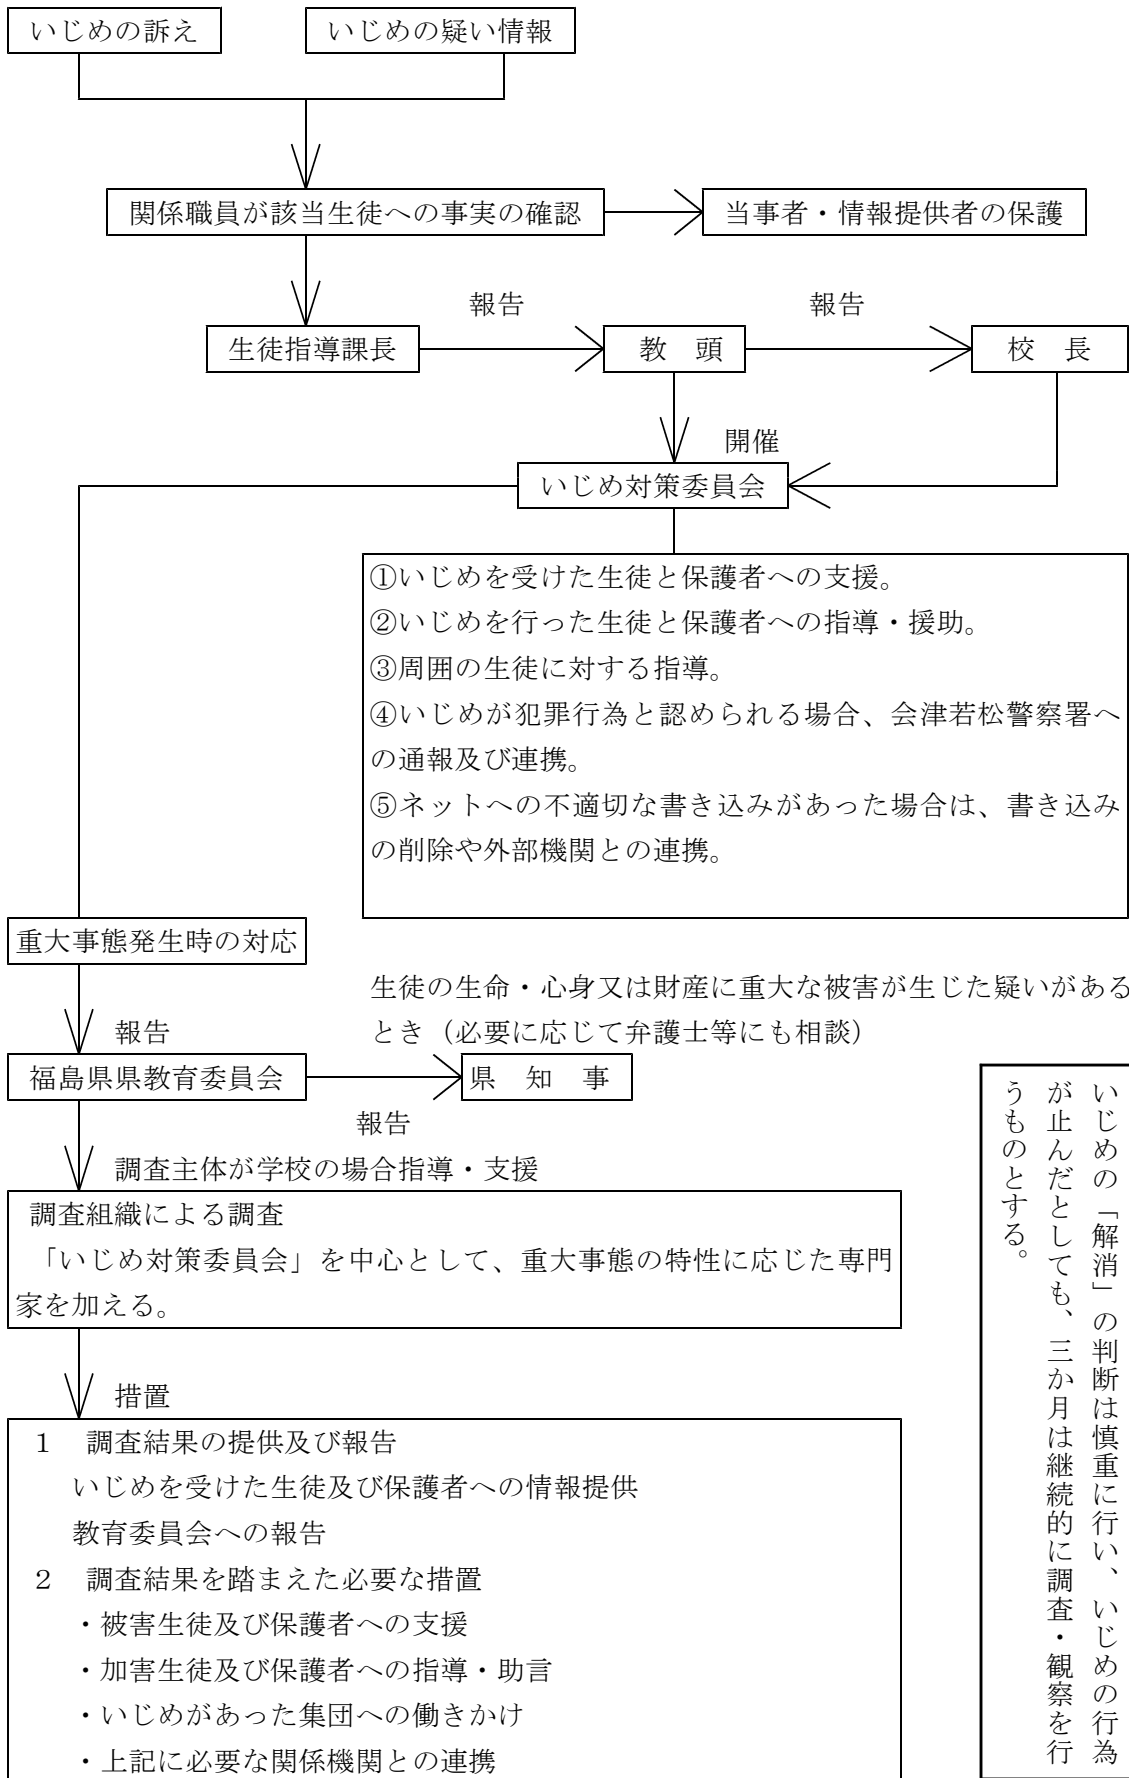 いじめの訴え
いじめの疑い情報
関係職員が該当生徒への事実の確認
当事者・情報提供者の保護
報告
報告
生徒指導課長
教　頭
校　長
開催
いじめ対策委員会
①いじめを受けた生徒と保護者への支援。
②いじめを行った生徒と保護者への指導・援助。
③周囲の生徒に対する指導。
④いじめが犯罪行為と認められる場合、会津若松警察署へ
の通報及び連携。
⑤ネットへの不適切な書き込みがあった場合は、書き込み
の削除や外部機関との連携。
重大事態発生時の対応
生徒の生命・心身又は財産に重大な被害が生じた疑いがある
とき（必要に応じて弁護士等にも相談）
報告
福島県県教育委員会
県　知　事
報告
調査主体が学校の場合指導・支援
調査組織による調査
「いじめ対策委員会」を中心として、重大事態の特性に応じた専門
家を加える。
措置
１　調査結果の提供及び報告
いじめを受けた生徒及び保護者への情報提供
教育委員会への報告
２　調査結果を踏まえた必要な措置
・被害生徒及び保護者への支援
・加害生徒及び保護者への指導・助言
・いじめがあった集団への働きかけ
・上記に必要な関係機関との連携
いじめの「解消」の判断は慎重に行い、いじめの行為
が止んだとしても、三か月は継続的に調査・観察を行
うものとする。